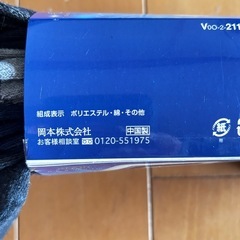 V0O-2-211
組成表示 ポリエステル・綿・その他
岡本株式会社 中国製
お客様相談室 0120-551975
紙